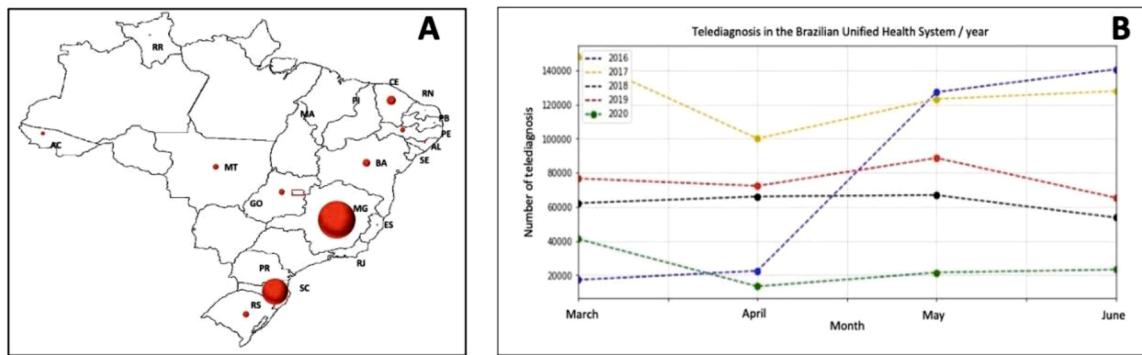 A
RR
CE
RN
PB
PE
AL
SE
PI
MA
AC
MT
BA
GO
MG
ES
RJ
PR
SC
RS
B
Telediagnosis in the Brazilian Unified Health System / year
2016
2017
2018
2019
2020
140000
120000
100000
80000
60000
40000
20000
Number of telediagnosis
March
April
May
June
Month